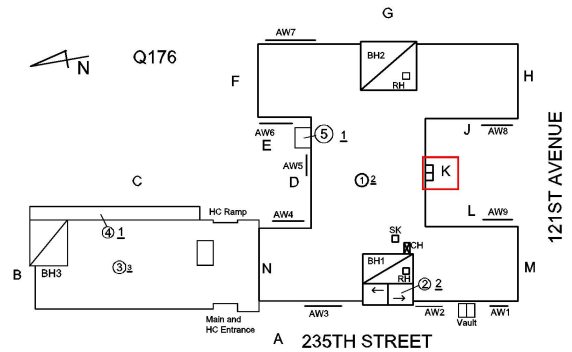 G
AW7
N
Q176
F
BH2
RH
H
AW6
E
5 1
J
AW8
AW5
D
1 2
K
121ST AVENUE
C
HC Ramp
AW4
L
AW9
4 1
SK
CH
B
BH3
3 3
N
BH1
RH
2 2
M
Main and
HC Entrance
AW3
AW2
AW1
Vault
A
235TH STREET